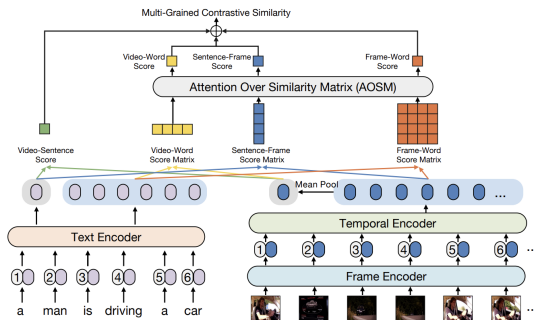 Multi-Grained Contrastive Similarity
Video-Word Score
Sentence-Frame Score
Frame-Word Score
Attention Over Similarity Matrix (AOSM)
Video-Sentence Score
Video-Word Score Matrix
Sentence-Frame Score Matrix
Frame-Word Score Matrix
Mean Pool
...
Text Encoder
Temporal Encoder
1 2 3 4 5 6
Frame Encoder
1 2 3 4 5 6
a man is driving a car